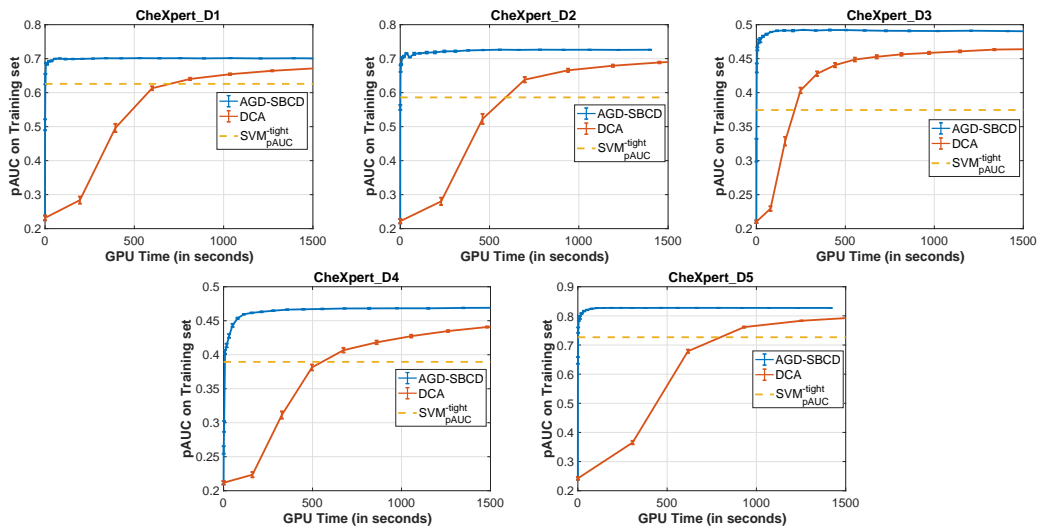 CheXpert_D1
pAUC on Training set
0.8
0.7
0.6
0.5
0.4
0.3
0.2
0
500
1000
1500
GPU Time (in seconds)
AGD-SBCD
DCA
SVM-tight
pAUC
CheXpert_D2
pAUC on Training set
0.8
0.7
0.6
0.5
0.4
0.3
0.2
0
500
1000
1500
GPU Time (in seconds)
AGD-SBCD
DCA
SVM-tight
pAUC
CheXpert_D3
pAUC on Training set
0.5
0.45
0.4
0.35
0.3
0.25
0.2
0
500
1000
1500
GPU Time (in seconds)
AGD-SBCD
DCA
SVM-tight
pAUC
CheXpert_D4
pAUC on Training set
0.5
0.45
0.4
0.35
0.3
0.25
0.2
0
500
1000
1500
GPU Time (in seconds)
AGD-SBCD
DCA
SVM-tight
pAUC
CheXpert_D5
pAUC on Training set
0.9
0.8
0.7
0.6
0.5
0.4
0.3
0.2
0
500
1000
1500
GPU Time (in seconds)
AGD-SBCD
DCA
SVM-tight
pAUC